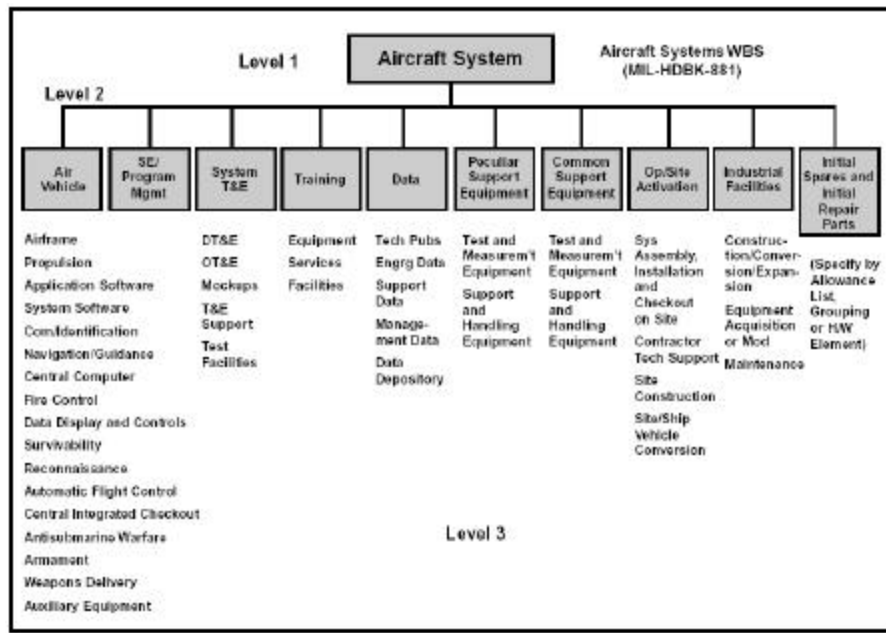 Level 1
Aircraft System
Aircraft Systems WBS
(MIL-HDBK-881)
Level 2
Air
Vehicle
SE/
Program
Mgmt
System
T&E
Training
Data
Peculiar
Support
Equipment
Common
Support
Equipment
Op/Site
Activation
Industrial
Facilities
Initial
Spares and
Initial
Repair
Parts
Airframe
Propulsion
Application Software
System Software
Com/Identification
Navigation/Guidance
Central Computer
Fire Control
Data Display and Controls
Survivability
Reconnaissance
Automatic Flight Control
Central Integrated Checkout
Antisubmarine Warfare
Armament
Weapons Delivery
Auxiliary Equipment
DT&E
OT&E
Mockups
T&E
Support
Test
Facilities
Equipment
Services
Facilities
Tech Pubs
Engrg Data
Support
Data
Manage-
ment Data
Data
Depository
Test and
Measurem't
Equipment
Support
and
Handling
Equipment
Test and
Measurem't
Equipment
Support
and
Handling
Equipment
Sys
Assembly,
Installation
and
Checkout
on Site
Contractor
Tech Support
Site
Construction
Site/Ship
Vehicle
Conversion
Construc-
tion/Conver-
sion/Expan-
sion
Equipment
Acquisition
or Mod
Maintenance
(Specify by
Allowance
List,
Grouping
or H/W
Element)
Level 3